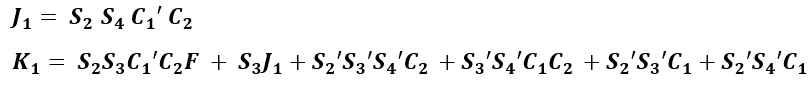 J₁ = S₂ S₄ C₁′ C₂
K₁ = S₂S₃C₁′C₂F + S₃J₁ + S₂′S₃′S₄′C₂ + S₃′S₄′C₁C₂ + S₂′S₃′C₁ + S₂′S₄′C₁